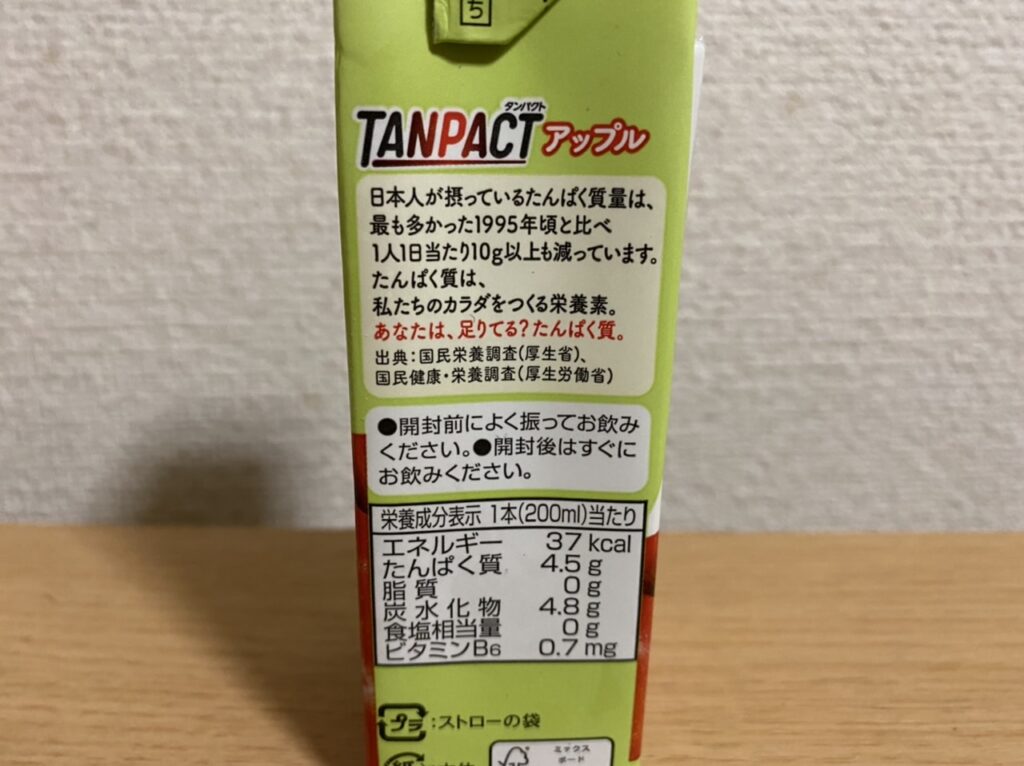 ち
タンパクト
TANPACT アップル
日本人が摂っているたんぱく質量は、
最も多かった1995年頃と比べ
1人1日当たり10g以上も減っています。
たんぱく質は、
私たちのカラダをつくる栄養素。
あなたは、足りてる?たんぱく質。
出典:国民栄養調査(厚生省)、
国民健康・栄養調査(厚生労働省)
●開封前によく振ってお飲み
ください。●開封後はすぐに
お飲みください。
栄養成分表示 1本(200ml)当たり
エネルギー 37 kcal
たんぱく質 4.5 g
脂質 0 g
炭水化物 4.8 g
食塩相当量 0 g
ビタミンB6 0.7 mg
プラ:ストローの袋
ミックス
ボード